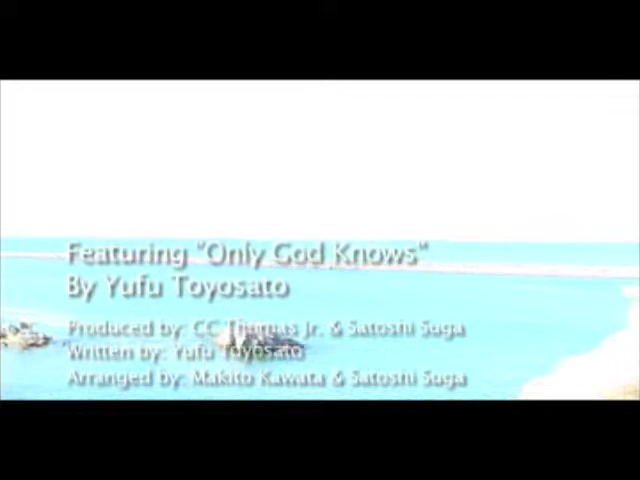 Featuring "Only God Knows"
By Yufu Toyosato
Produced by: CC Thomas Jr. & Satoshi Suga
Written by: Yufu Toyosato
Arranged by: Makito Kawata & Satoshi Suga